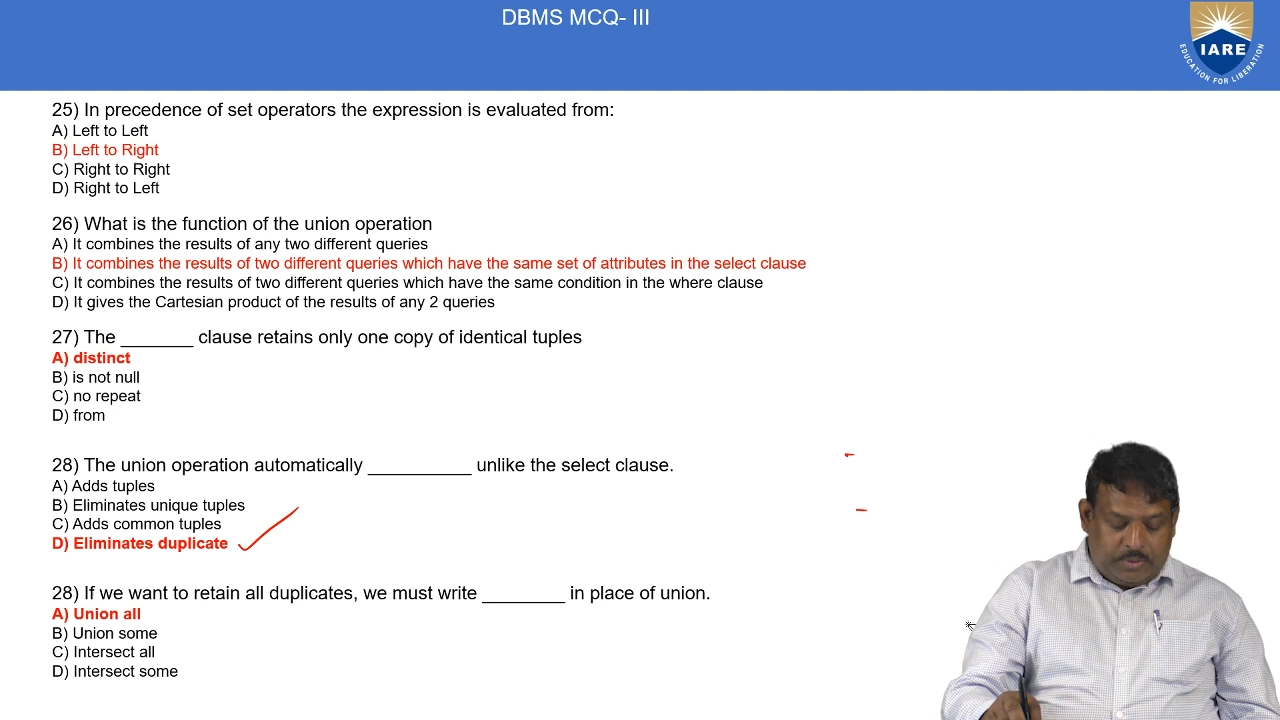 DBMS MCQ- III
IARE
EDUCATION FOR LIBERATION
25) In precedence of set operators the expression is evaluated from:
A) Left to Left
B) Left to Right
C) Right to Right
D) Right to Left
26) What is the function of the union operation
A) It combines the results of any two different queries
B) It combines the results of two different queries which have the same set of attributes in the select clause
C) It combines the results of two different queries which have the same condition in the where clause
D) It gives the Cartesian product of the results of any 2 queries
27) The _______ clause retains only one copy of identical tuples
A) distinct
B) is not null
C) no repeat
D) from
28) The union operation automatically __________ unlike the select clause.
A) Adds tuples
B) Eliminates unique tuples
C) Adds common tuples
D) Eliminates duplicate
28) If we want to retain all duplicates, we must write ________ in place of union.
A) Union all
B) Union some
C) Intersect all
D) Intersect some